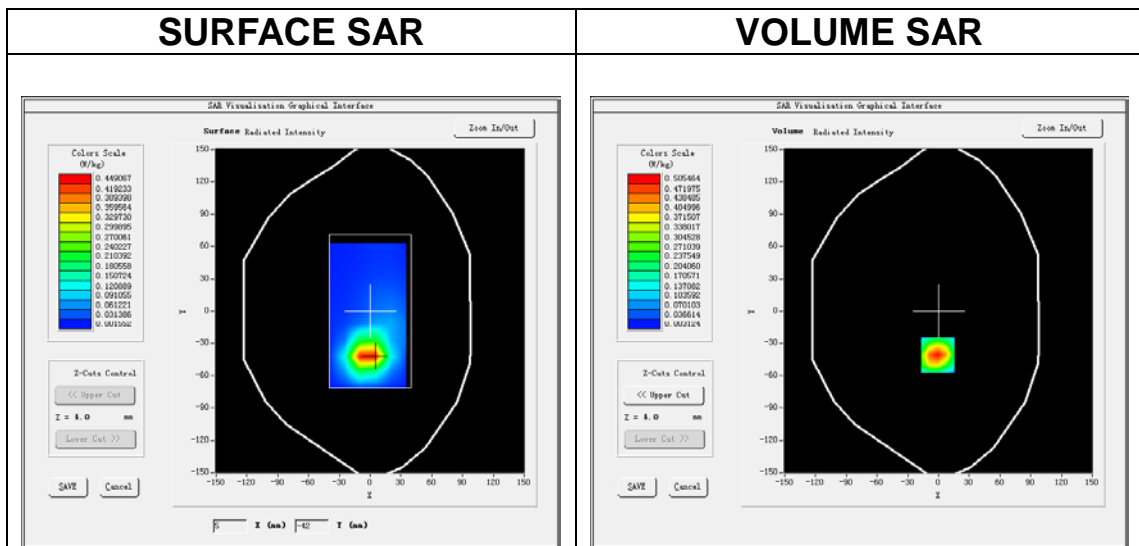 SURFACE SAR
VOLUME SAR
SAR Visualisation Graphical Interface
Surface Radiated Intensity
Zoom In/Out
Colors Scale
(W/kg)
0.449067
0.419233
0.389398
0.359564
0.329730
0.299895
0.270061
0.240227
0.210392
0.180558
0.150724
0.120889
0.091055
0.061221
0.031386
0.001552
150
120
90
60
30
0
-30
-60
-90
-120
-150
Y
-150 -120 -90 -60 -30 0 30 60 90 120 150
X
Z-Cuts Control
<< Upper Cut
Z = 4.0 mm
Lower Cut >>
SAVE
Cancel
5 X (mm) -42 Y (mm)
SAR Visualisation Graphical Interface
Volume Radiated Intensity
Zoom In/Out
Colors Scale
(W/kg)
0.505464
0.471975
0.438485
0.404996
0.371507
0.338017
0.304528
0.271039
0.237549
0.204060
0.170571
0.137082
0.103592
0.070103
0.036614
0.003124
150
120
90
60
30
0
-30
-60
-90
-120
-150
Y
-150 -120 -90 -60 -30 0 30 60 90 120 150
X
Z-Cuts Control
<< Upper Cut
Z = 4.0 mm
Lower Cut >>
SAVE
Cancel